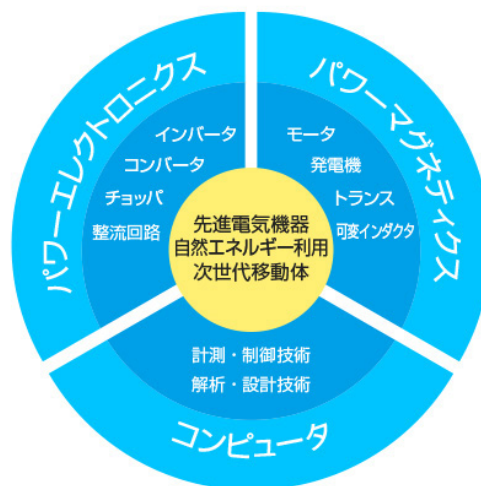 パワーエレクトロニクス
インバータ
コンバータ
チョッパ
整流回路
パワーマグネティクス
モータ
発電機
トランス
可変インダクタ
先進電気機器
自然エネルギー利用
次世代移動体
計測・制御技術
解析・設計技術
コンピュータ